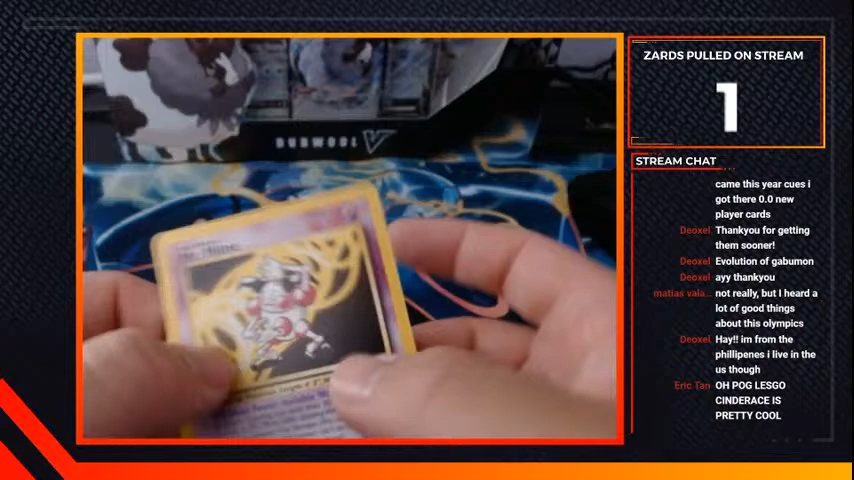 DUBWOOL V
ZARDS PULLED ON STREAM
1
STREAM CHAT
came this year cues i
got there 0.0 new
player cards
Deoxel Thankyou for getting
them sooner!
Deoxel Evolution of gabumon
Deoxel ayy thankyou
matias vala... not really, but I heard a
lot of good things
about this olympics
Deoxel Hay!! im from the
phillipenes i live in the
us though
Eric Tan OH POG LESGO
CINDERACE IS
PRETTY COOL